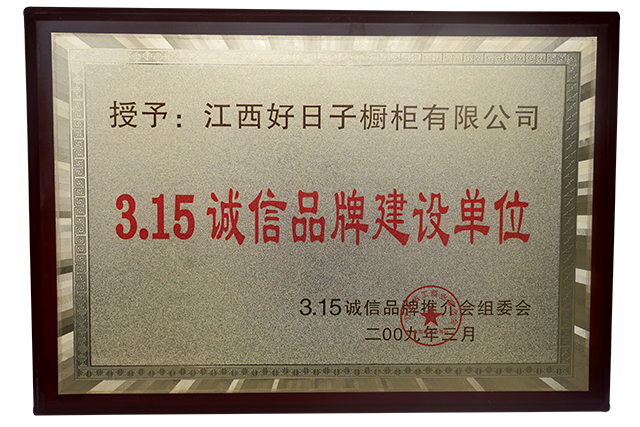 授予：江西好日子橱柜有限公司
3.15诚信品牌建设单位
3.15诚信品牌推介会组委会
二00九年三月